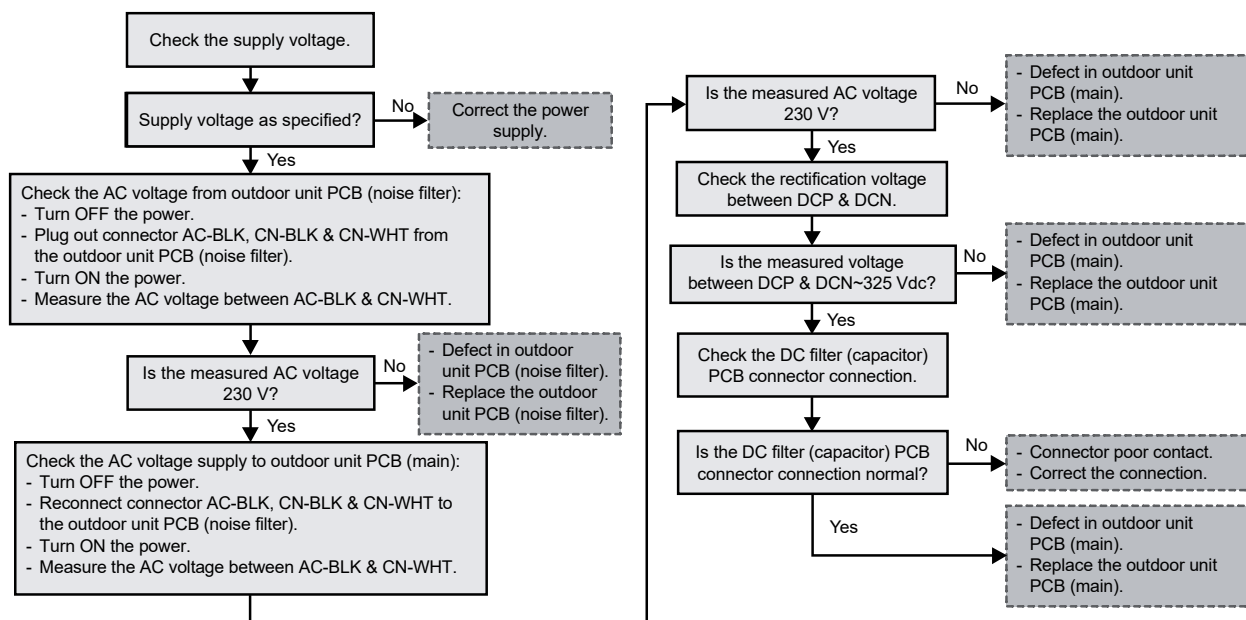 Check the supply voltage.
Supply voltage as specified?
No
Correct the power
supply.
Yes
Check the AC voltage from outdoor unit PCB (noise filter):
- Turn OFF the power.
- Plug out connector AC-BLK, CN-BLK & CN-WHT from
the outdoor unit PCB (noise filter).
- Turn ON the power.
- Measure the AC voltage between AC-BLK & CN-WHT.
Is the measured AC voltage
230 V?
No
- Defect in outdoor
unit PCB (noise filter).
- Replace the outdoor
unit PCB (noise filter).
Yes
Check the AC voltage supply to outdoor unit PCB (main):
- Turn OFF the power.
- Reconnect connector AC-BLK, CN-BLK & CN-WHT to
the outdoor unit PCB (noise filter).
- Turn ON the power.
- Measure the AC voltage between AC-BLK & CN-WHT.
Is the measured AC voltage
230 V?
No
- Defect in outdoor unit
PCB (main).
- Replace the outdoor unit
PCB (main).
Yes
Check the rectification voltage
between DCP & DCN.
Is the measured voltage
between DCP & DCN~325 Vdc?
No
- Defect in outdoor unit
PCB (main).
- Replace the outdoor unit
PCB (main).
Yes
Check the DC filter (capacitor)
PCB connector connection.
Is the DC filter (capacitor) PCB
connector connection normal?
No
- Connector poor contact.
- Correct the connection.
Yes
- Defect in outdoor unit
PCB (main).
- Replace the outdoor unit
PCB (main).